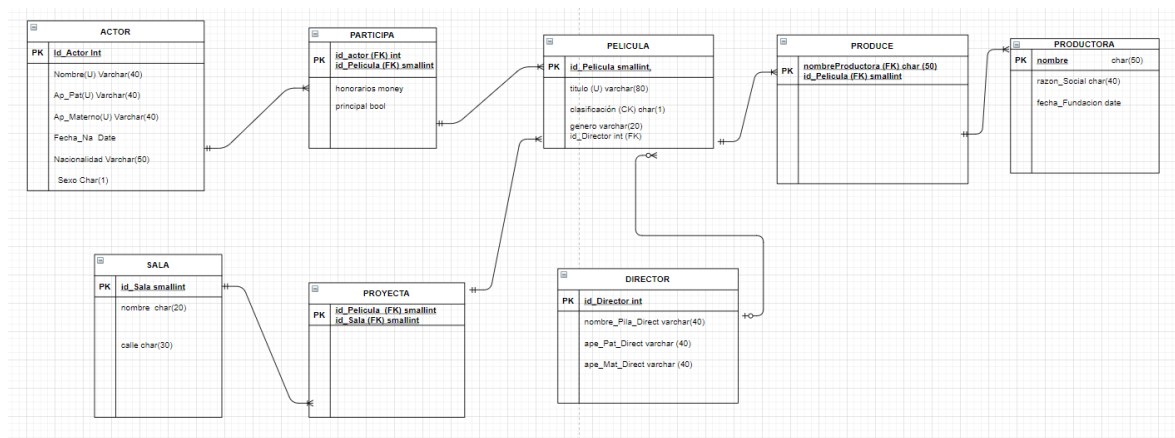 ACTOR
PK Id_Actor Int
Nombre(U) Varchar(40)
Ap_Pat(U) Varchar(40)
Ap_Materno(U) Varchar(40)
Fecha_Na Date
Nacionalidad Varchar(50)
Sexo Char(1)
PARTICIPA
PK id_actor (FK) int
id_Pelicula (FK) smallint
honorarios money
principal bool
PELICULA
PK id_Pelicula smallint,
titulo (U) varchar(80)
clasificación (CK) char(1)
genero varchar(20)
id_Director int (FK)
PRODUCE
PK nombreProductora (FK) char (50)
id_Pelicula (FK) smallint
PRODUCTORA
PK nombre char(50)
razon_Social char(40)
fecha_Fundacion date
SALA
PK id_Sala smallint
nombre char(20)
calle char(30)
PROYECTA
PK id_Pelicula (FK) smallint
id_Sala (FK) smallint
DIRECTOR
PK id_Director int
nombre_Pila_Direct varchar(40)
ape_Pat_Direct varchar (40)
ape_Mat_Direct varchar (40)